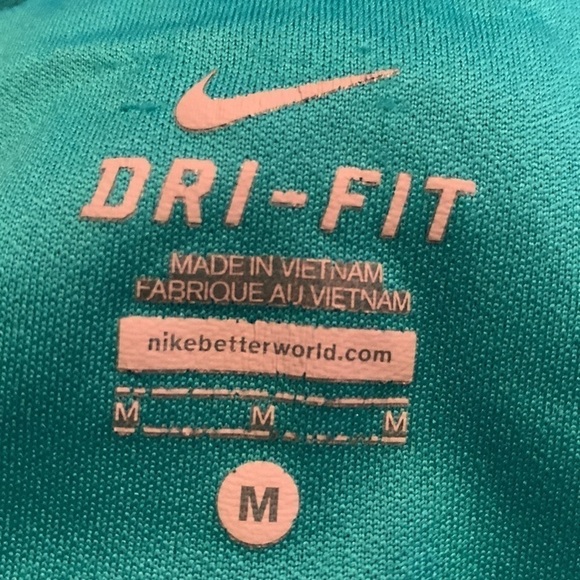 DRI-FIT
MADE IN VIETNAM
FABRIQUE AU VIETNAM
nikebetterworld.com
M M M
M